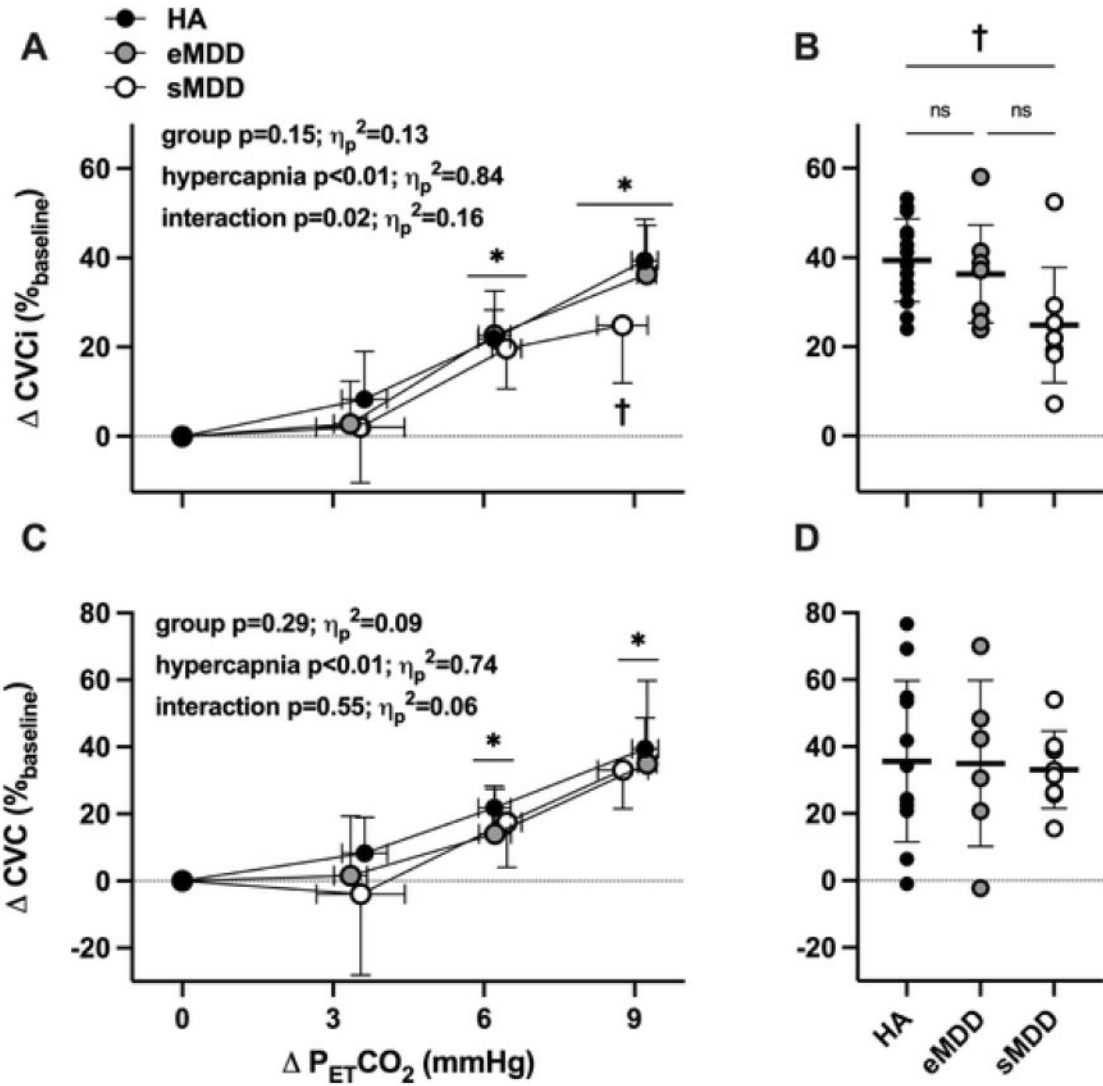 HA
eMDD
sMDD
A
group p=0.15; ηp²=0.13
hypercapnia p<0.01; ηp²=0.84
interaction p=0.02; ηp²=0.16
*
*
†
Δ CVCi (%baseline)
60
40
20
0
B
†
ns
ns
60
40
20
0
C
group p=0.29; ηp²=0.09
hypercapnia p<0.01; ηp²=0.74
interaction p=0.55; ηp²=0.06
*
*
Δ CVC (%baseline)
80
60
40
20
0
-20
0
3
6
9
Δ PETCO₂ (mmHg)
D
80
60
40
20
0
-20
HA
eMDD
sMDD